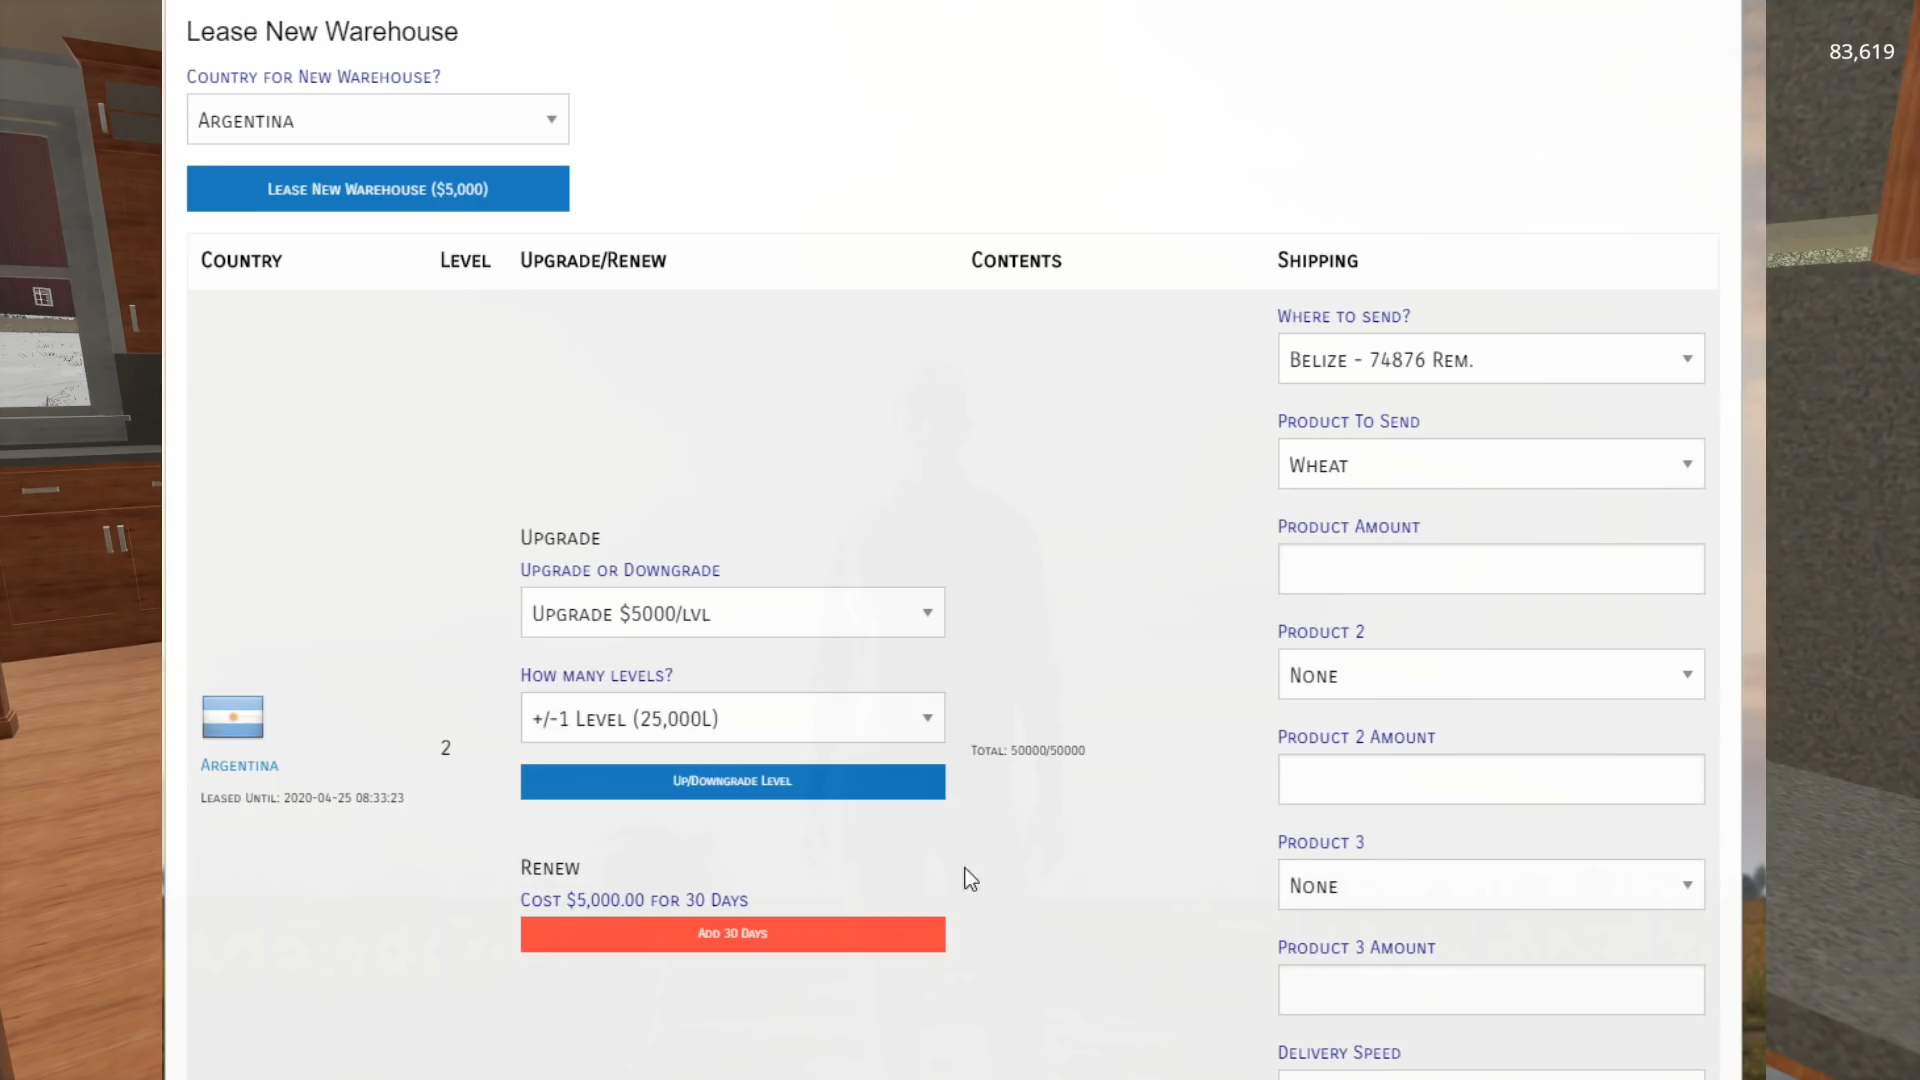 Lease New Warehouse
83,619
Country for New Warehouse?
Argentina
Lease New Warehouse ($5,000)
Country Level Upgrade/Renew Contents Shipping
Where to send?
Belize - 74876 Rem.
Product To Send
Wheat
Product Amount
Upgrade
Upgrade or Downgrade
Upgrade $5000/lvl
Product 2
None
How many levels?
+/-1 Level (25,000L)
Product 2 Amount
2
Total: 50000/50000
Argentina
Up/Downgrade Level
Leased Until: 2020-04-25 08:33:23
Product 3
None
Renew
Cost $5,000.00 for 30 Days
Add 30 Days
Product 3 Amount
Delivery Speed